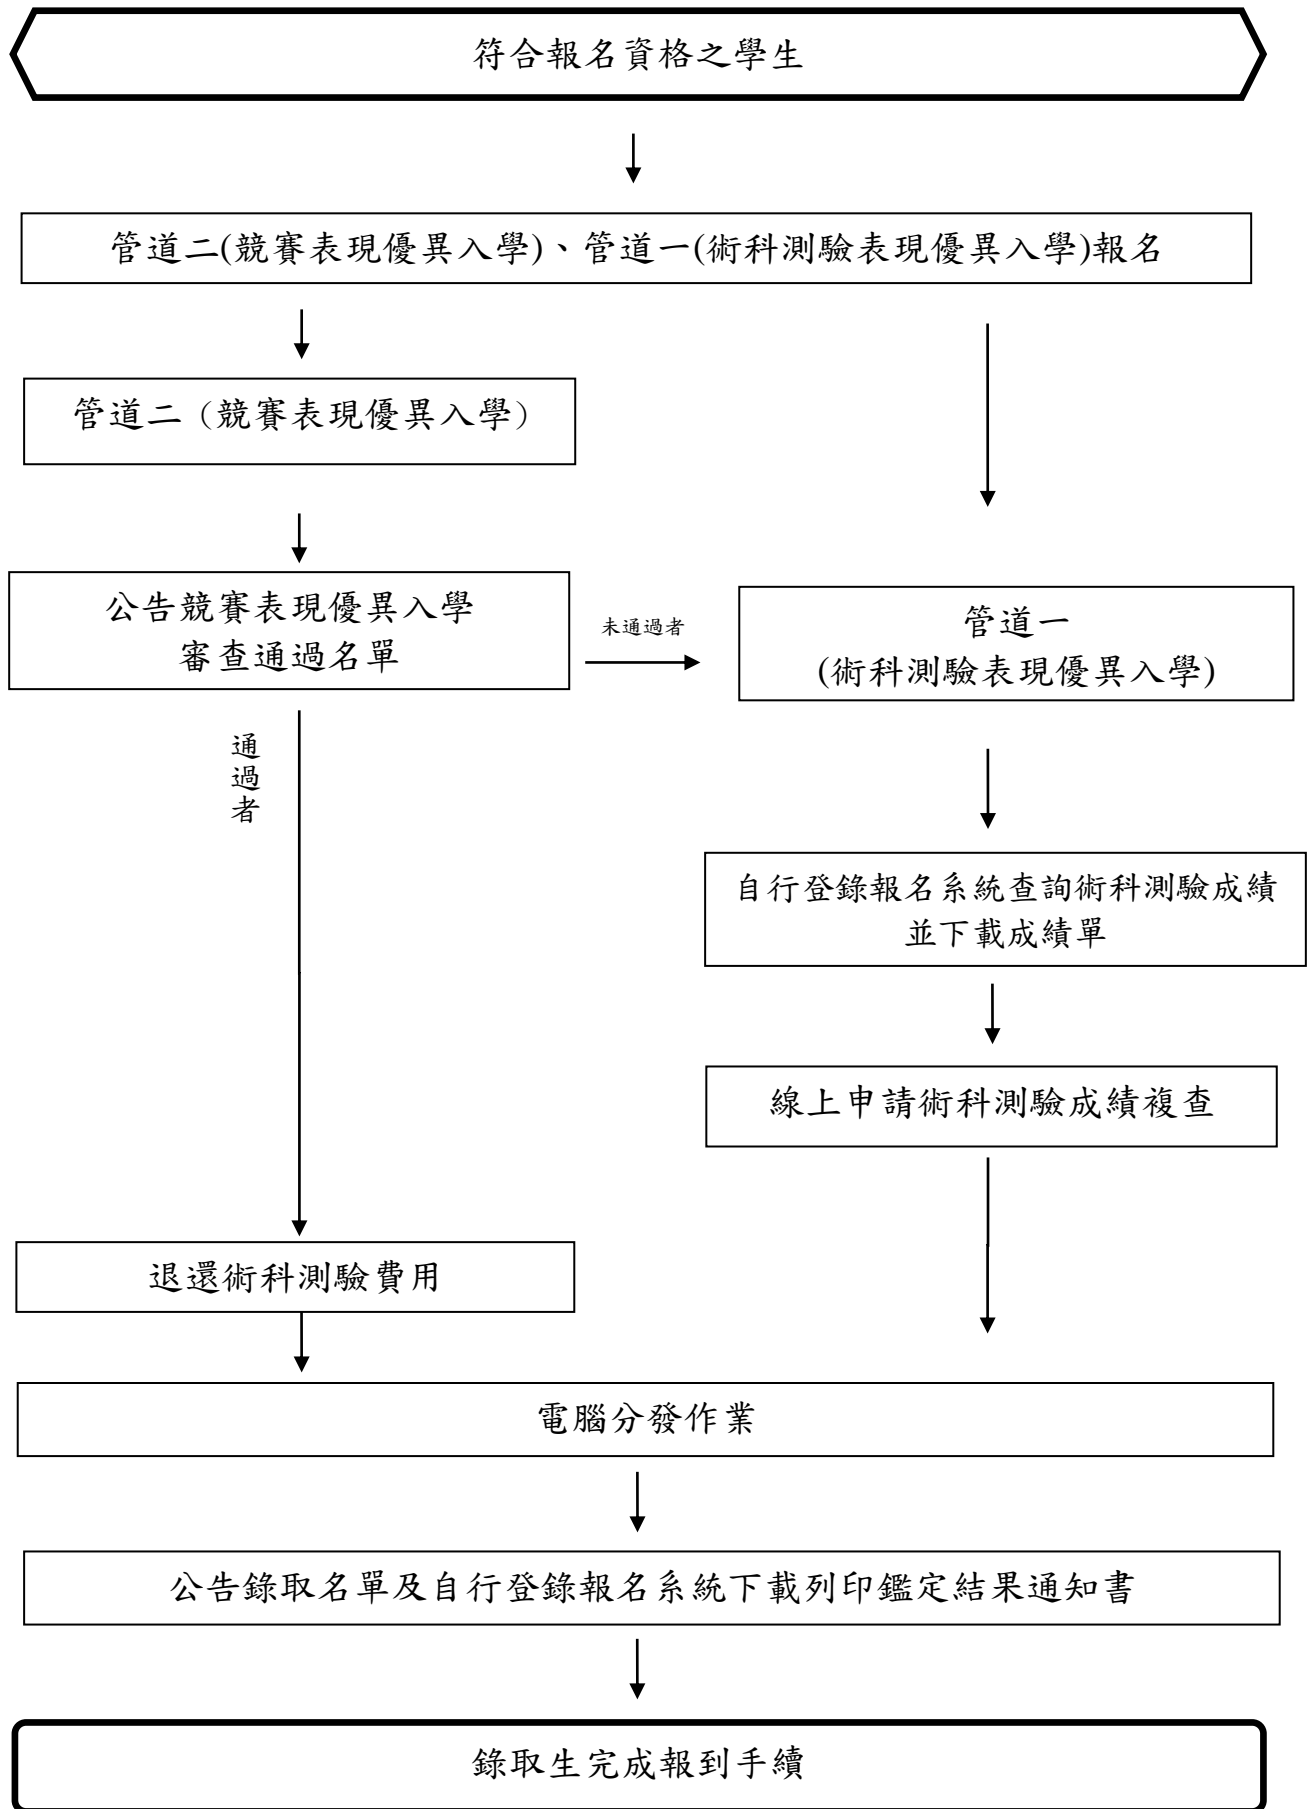 符合報名資格之學生
管道二(競賽表現優異入學)、管道一(術科測驗表現優異入學)報名
管道二（競賽表現優異入學）
公告競賽表現優異入學
審查通過名單
未通過者
管道一
(術科測驗表現優異入學)
通過者
自行登錄報名系統查詢術科測驗成績
並下載成績單
線上申請術科測驗成績複查
退還術科測驗費用
電腦分發作業
公告錄取名單及自行登錄報名系統下載列印鑑定結果通知書
錄取生完成報到手續